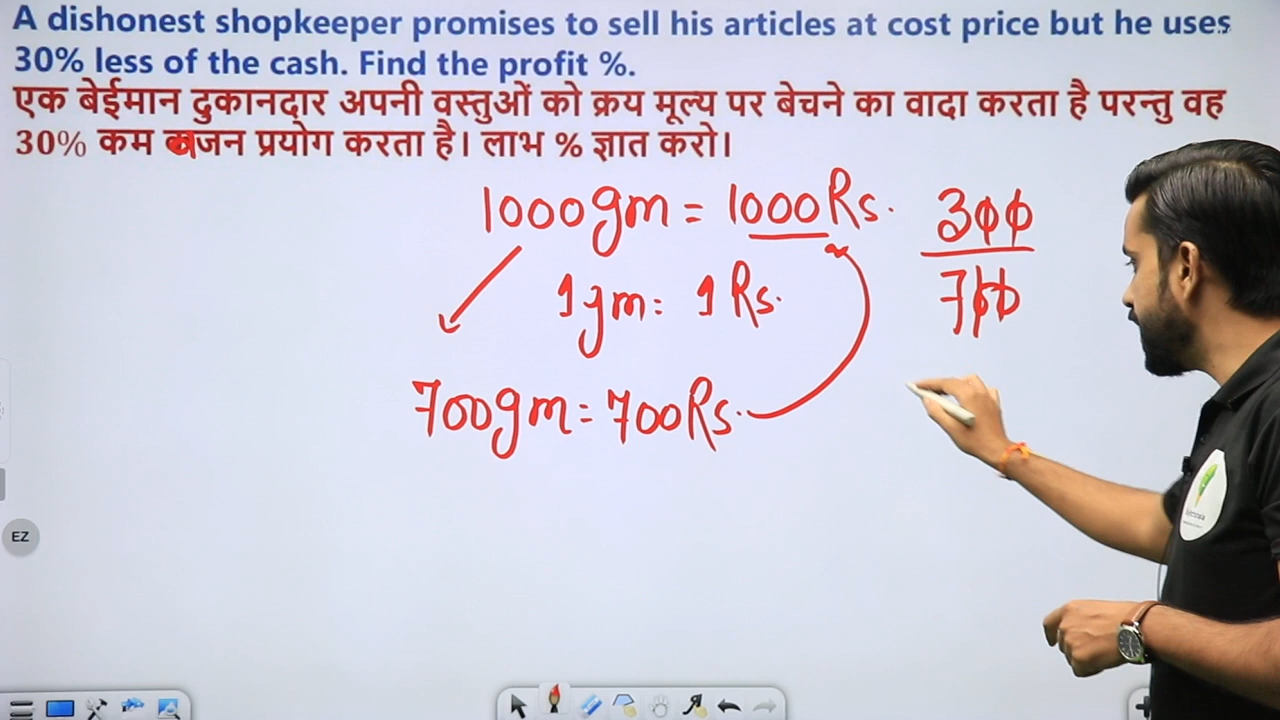 A dishonest shopkeeper promises to sell his articles at cost price but he uses
30% less of the cash. Find the profit %.
एक बेईमान दुकानदार अपनी वस्तुओं को क्रय मूल्य पर बेचने का वादा करता है परन्तु वह
30% कम वजन प्रयोग करता है। लाभ % ज्ञात करो।
1000gm = 1000Rs.
300
700
1gm = 1 Rs.
700gm = 700Rs.
EZ